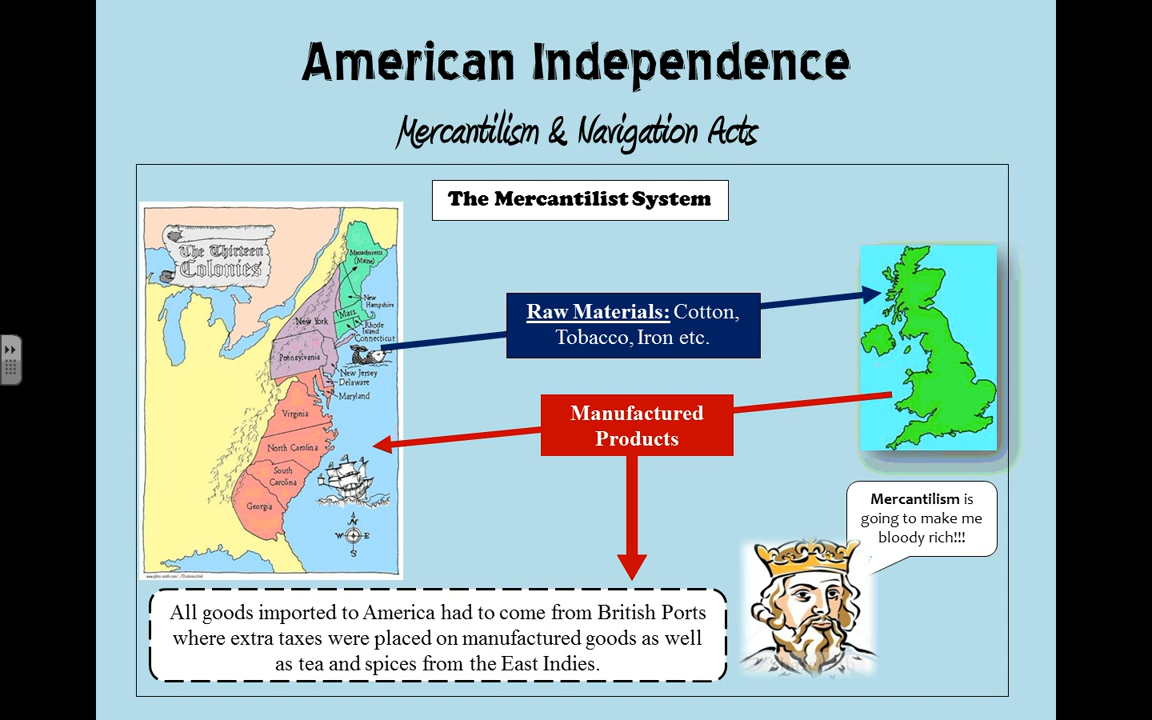 American Independence
Mercantilism & Navigation Acts
The Mercantilist System
The Thirteen
Colonies
Massachusetts
(Maine)
New
Hampshire
Mass.
New York
Rhode
Island
Connecticut
Pennsylvania
New Jersey
Delaware
Maryland
Virginia
North Carolina
South
Carolina
Georgia
N
W E
S
Raw Materials: Cotton,
Tobacco, Iron etc.
Manufactured
Products
Mercantilism is
going to make me
bloody rich!!!
All goods imported to America had to come from British Ports
where extra taxes were placed on manufactured goods as well
as tea and spices from the East Indies.